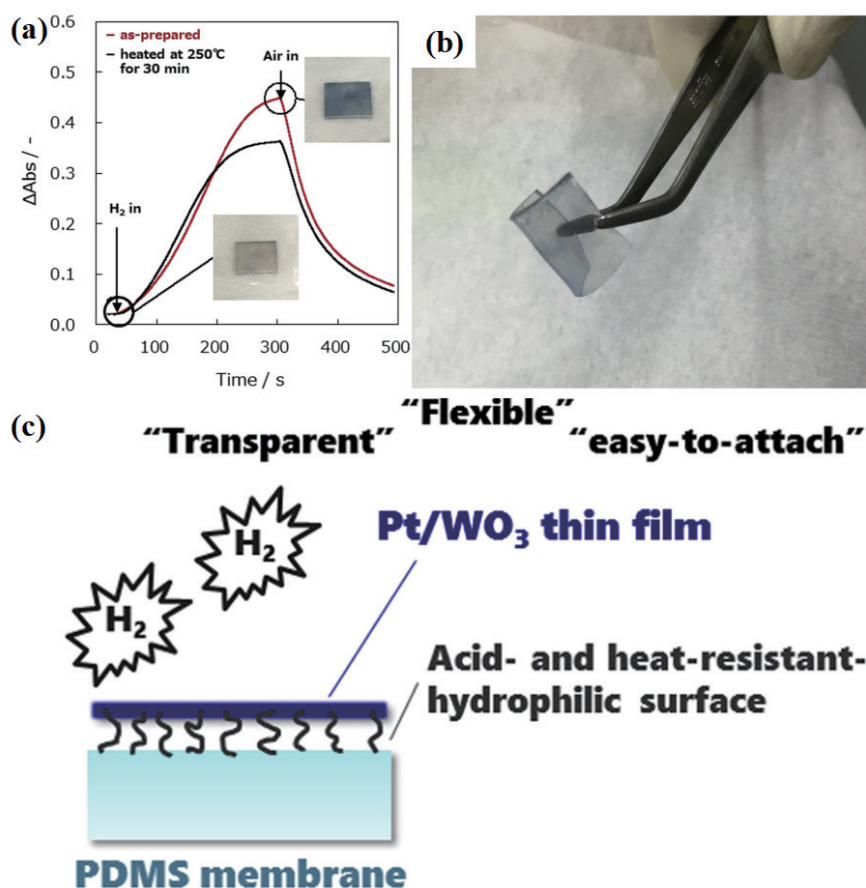 (a)
0.6
0.5
0.4
0.3
0.2
0.1
0.0
ΔAbs / -
as-prepared
heated at 250℃
for 30 min
Air in
H₂ in
0
100
200
300
400
500
Time / s
(b)
(c)
"Transparent"
"Flexible"
"easy-to-attach"
H₂
H₂
Pt/WO₃ thin film
Acid- and heat-resistant-
hydrophilic surface
PDMS membrane